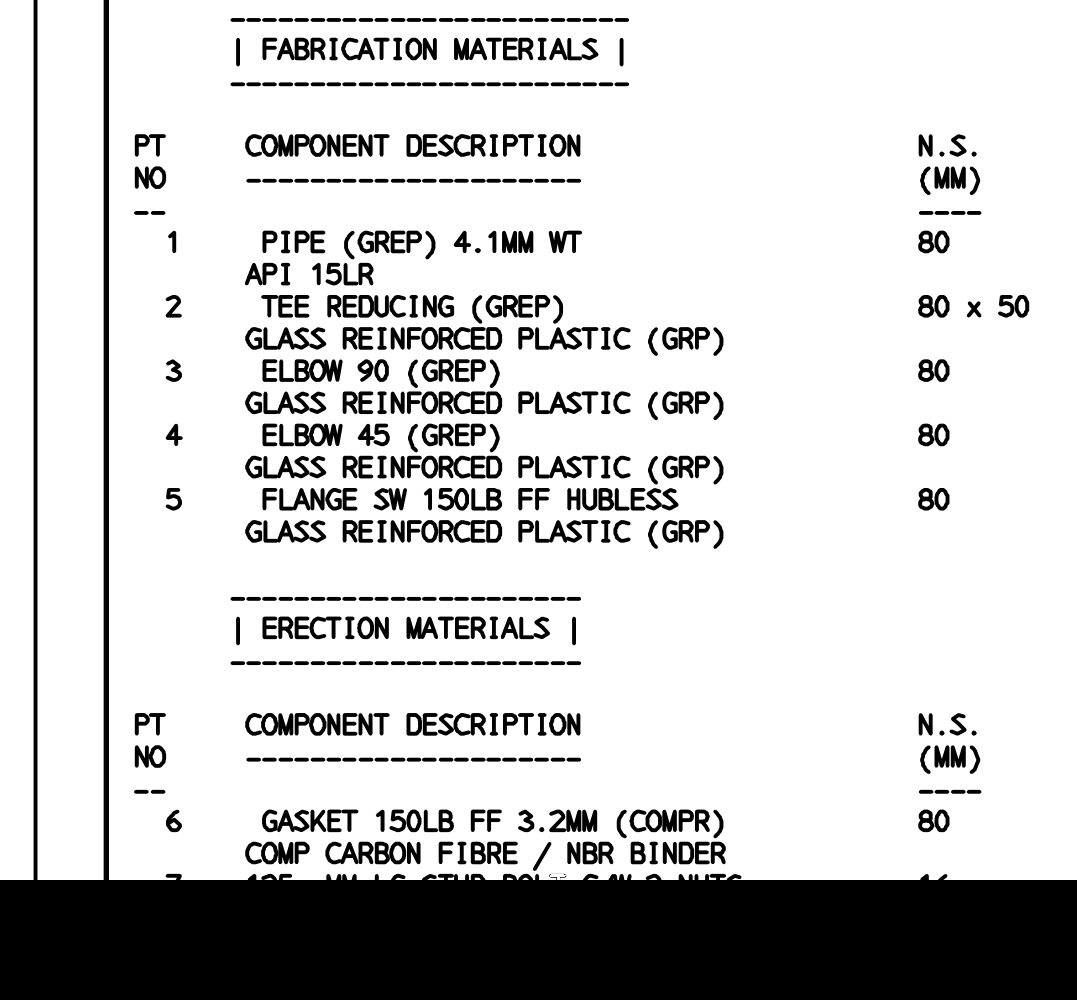 -------------------------
| FABRICATION MATERIALS |
-------------------------
PT COMPONENT DESCRIPTION N.S.
NO --------------------- (MM)
-- ----
1 PIPE (GREP) 4.1MM WT 80
API 15LR
2 TEE REDUCING (GREP) 80 x 50
GLASS REINFORCED PLASTIC (GRP)
3 ELBOW 90 (GREP) 80
GLASS REINFORCED PLASTIC (GRP)
4 ELBOW 45 (GREP) 80
GLASS REINFORCED PLASTIC (GRP)
5 FLANGE SW 150LB FF HUBLESS 80
GLASS REINFORCED PLASTIC (GRP)
----------------------
| ERECTION MATERIALS |
----------------------
PT COMPONENT DESCRIPTION N.S.
NO --------------------- (MM)
-- ----
6 GASKET 150LB FF 3.2MM (COMPR) 80
COMP CARBON FIBRE / NBR BINDER